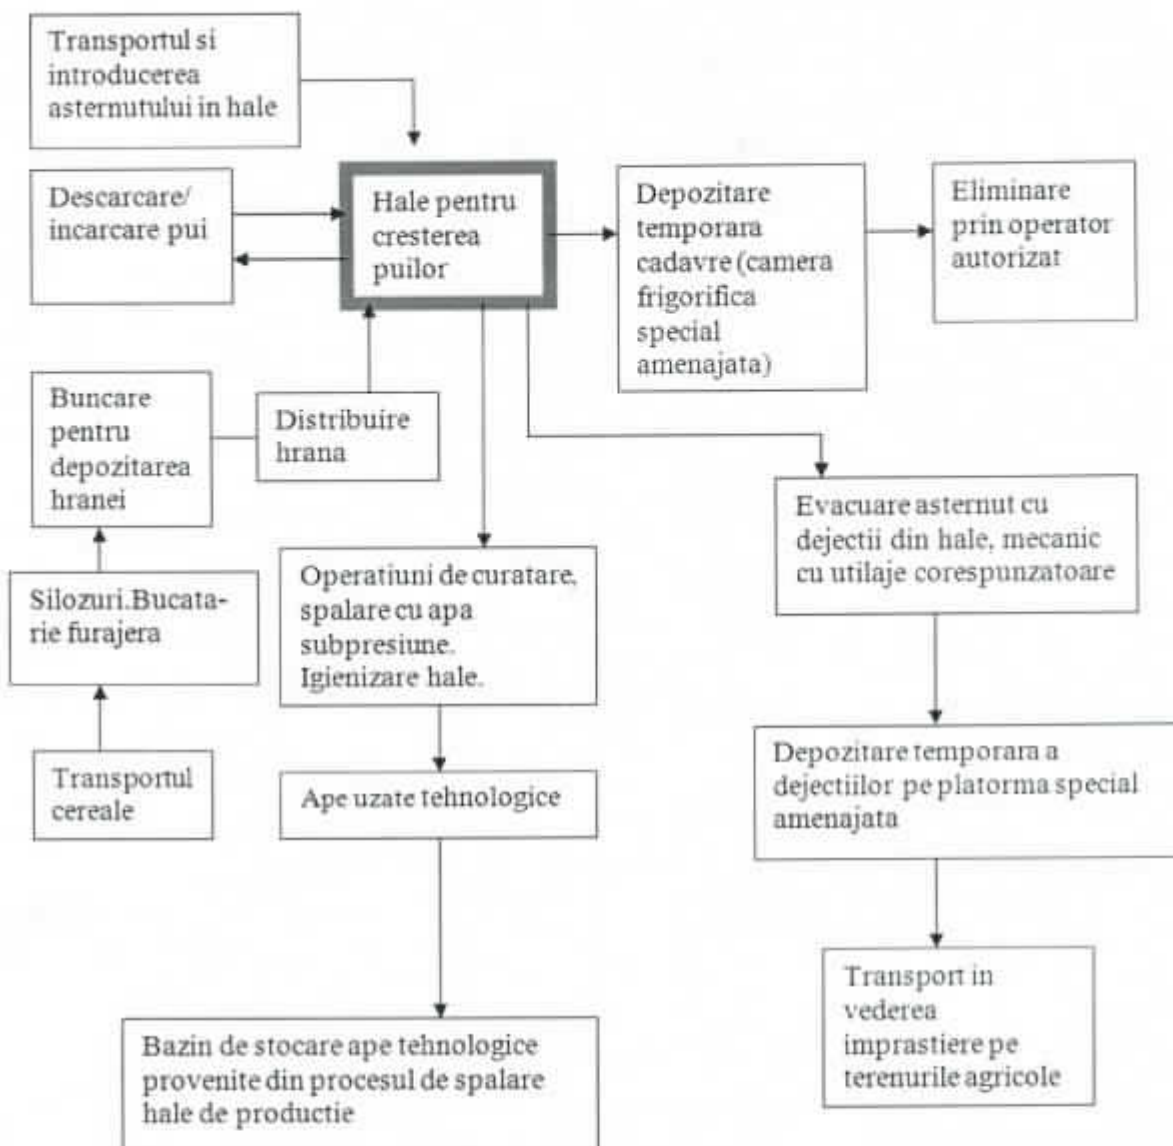 Transportul si
introducerea
asternutului in hale
Descarcare/
incarcare pui
Hale pentru
cresterea
puilor
Depozitare
temporara
cadavre (camera
frigorifica
special
amenajata)
Eliminare
prin operator
autorizat
Buncare
pentru
depozitarea
hranei
Distribuire
hrana
Evacuare asternut cu
dejectii din hale, mecanic
cu utilaje corespunzatoare
Silozuri.Bucata-
rie furajera
Operatiuni de curatare,
spalare cu apa
subpresiune.
Igienizare hale.
Transportul
cereale
Ape uzate tehnologice
Depozitare temporara a
dejectiilor pe platorma special
amenajata
Bazin de stocare ape tehnologice
provenite din procesul de spalare
hale de productie
Transport in
vederea
imprastiere pe
terenurile agricole